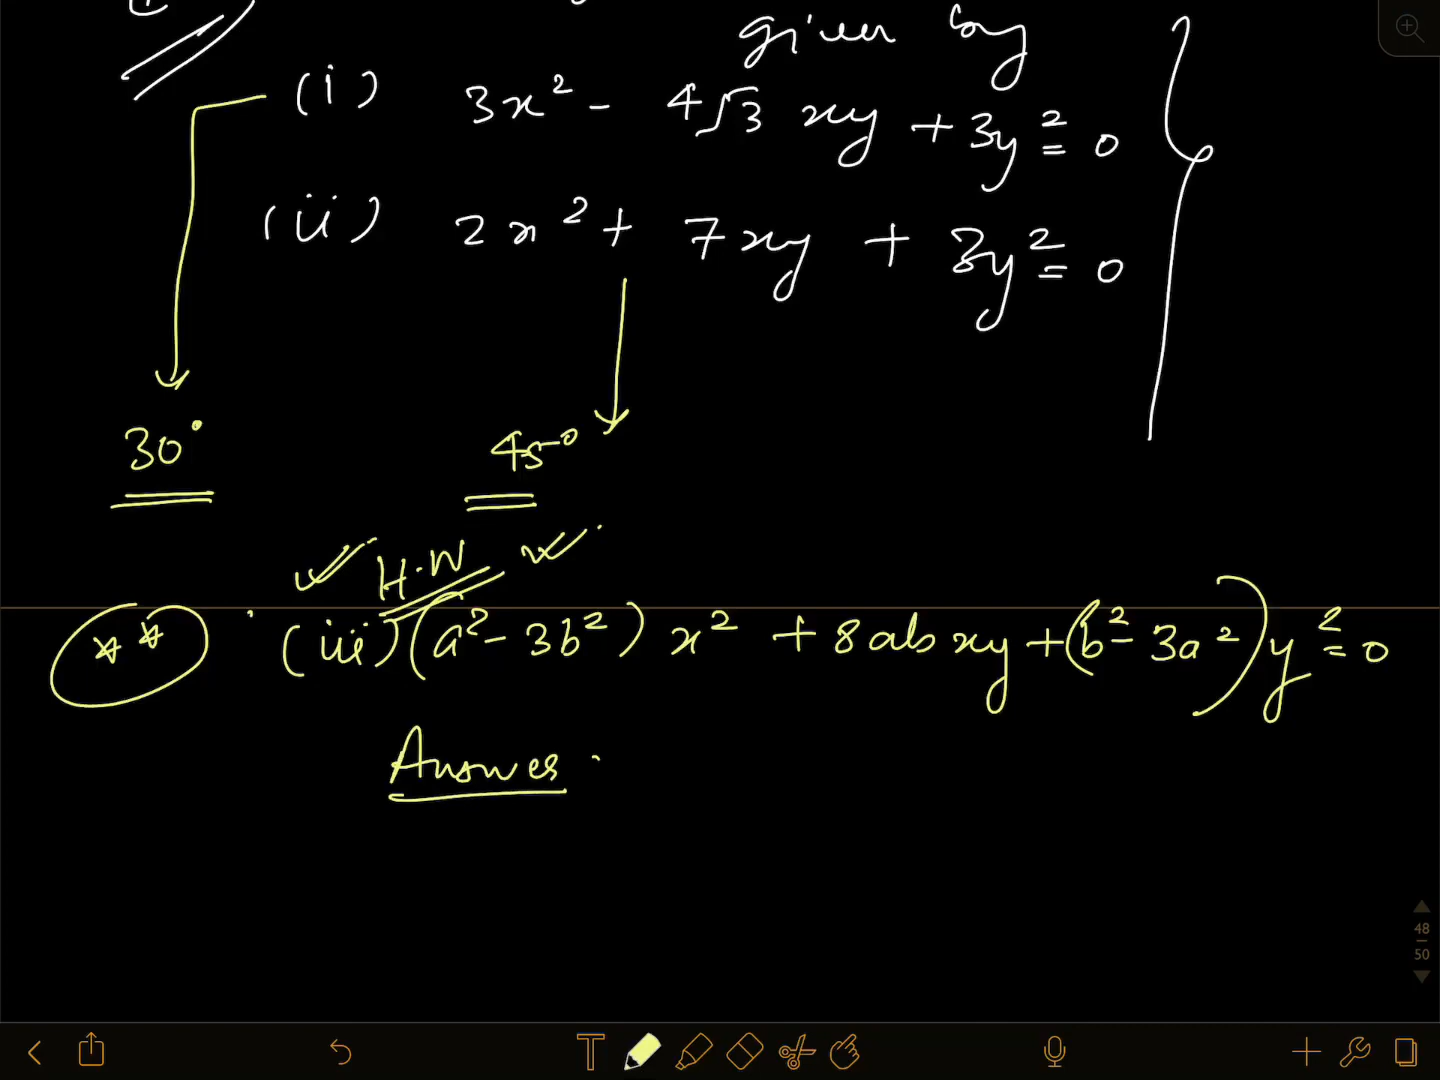 given by
(i) 3x² - 4√3 xy + 3y² = 0
(ii) 2x² + 7xy + 3y² = 0
30° 45°
H.W
(iii) (a² - 3b²) x² + 8ab xy + (b² - 3a²) y² = 0
Answer
48
50
T